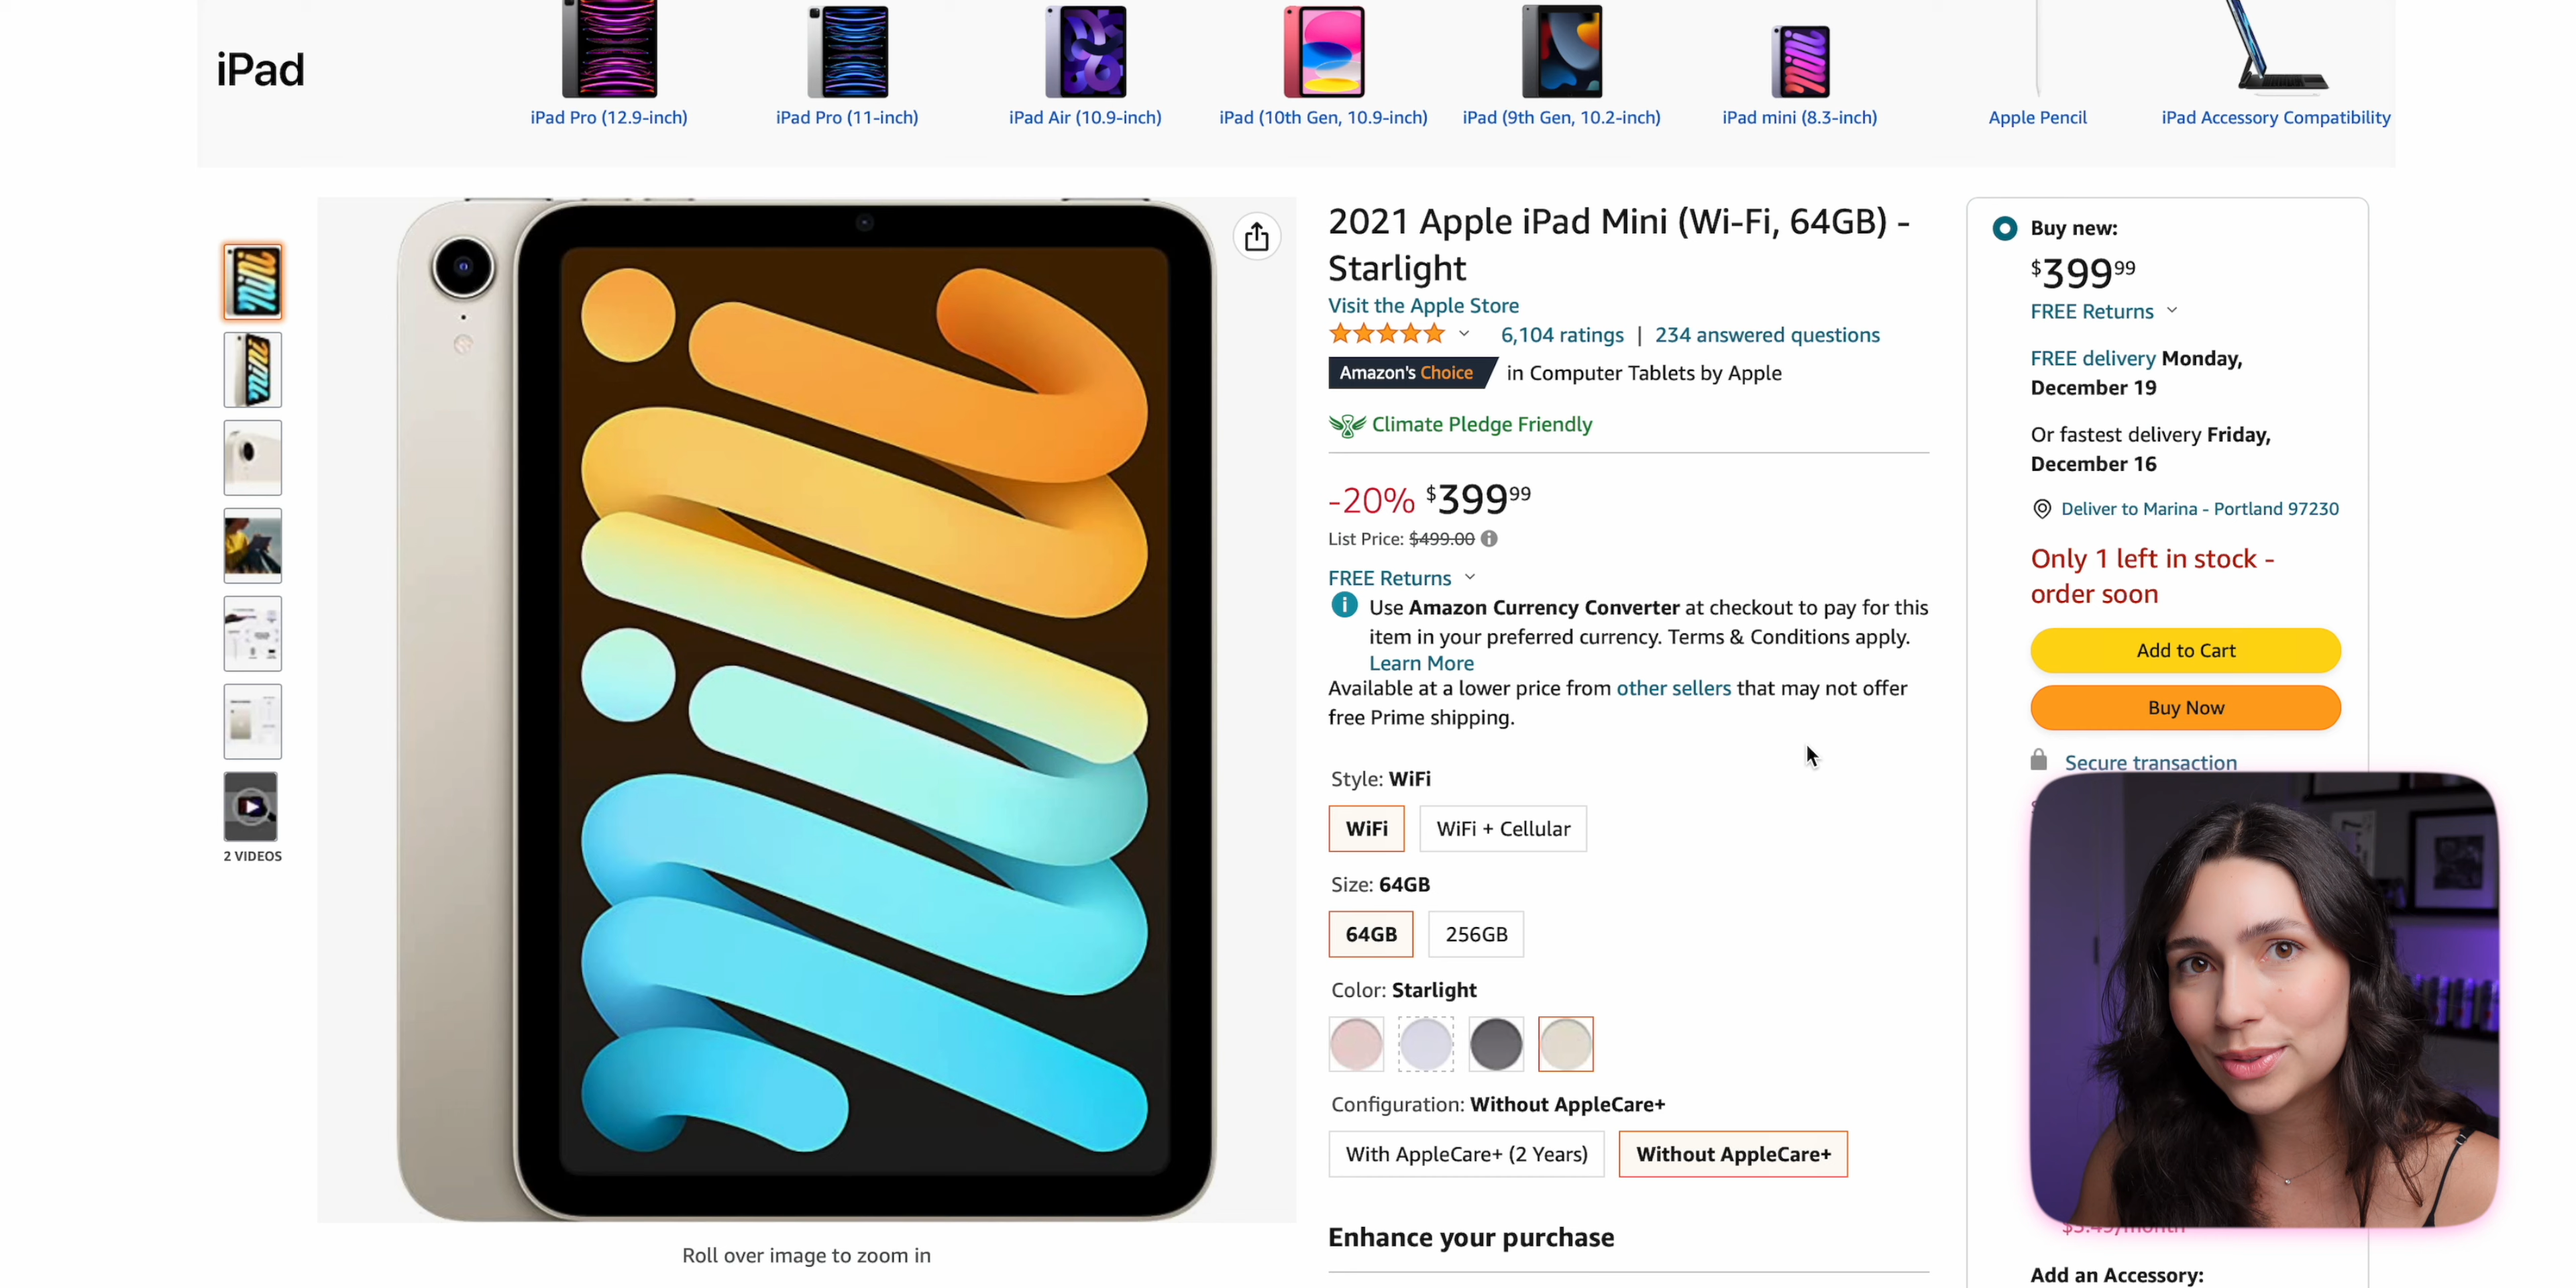 iPad
iPad Pro (12.9-inch)
iPad Pro (11-inch)
iPad Air (10.9-inch)
iPad (10th Gen, 10.9-inch)
iPad (9th Gen, 10.2-inch)
iPad mini (8.3-inch)
Apple Pencil
iPad Accessory Compatibility
2 VIDEOS
Roll over image to zoom in
2021 Apple iPad Mini (Wi-Fi, 64GB) -
Starlight
Visit the Apple Store
6,104 ratings | 234 answered questions
Amazon's Choice in Computer Tablets by Apple
Climate Pledge Friendly
-20% $399 99
List Price: $499.00
FREE Returns
Use Amazon Currency Converter at checkout to pay for this
item in your preferred currency. Terms & Conditions apply.
Learn More
Available at a lower price from other sellers that may not offer
free Prime shipping.
Style: WiFi
WiFi
WiFi + Cellular
Size: 64GB
64GB
256GB
Color: Starlight
Configuration: Without AppleCare+
With AppleCare+ (2 Years)
Without AppleCare+
Enhance your purchase
Buy new:
$399 99
FREE Returns
FREE delivery Monday,
December 19
Or fastest delivery Friday,
December 16
Deliver to Marina - Portland 97230
Only 1 left in stock -
order soon
Add to Cart
Buy Now
Secure transaction
Add an Accessory: